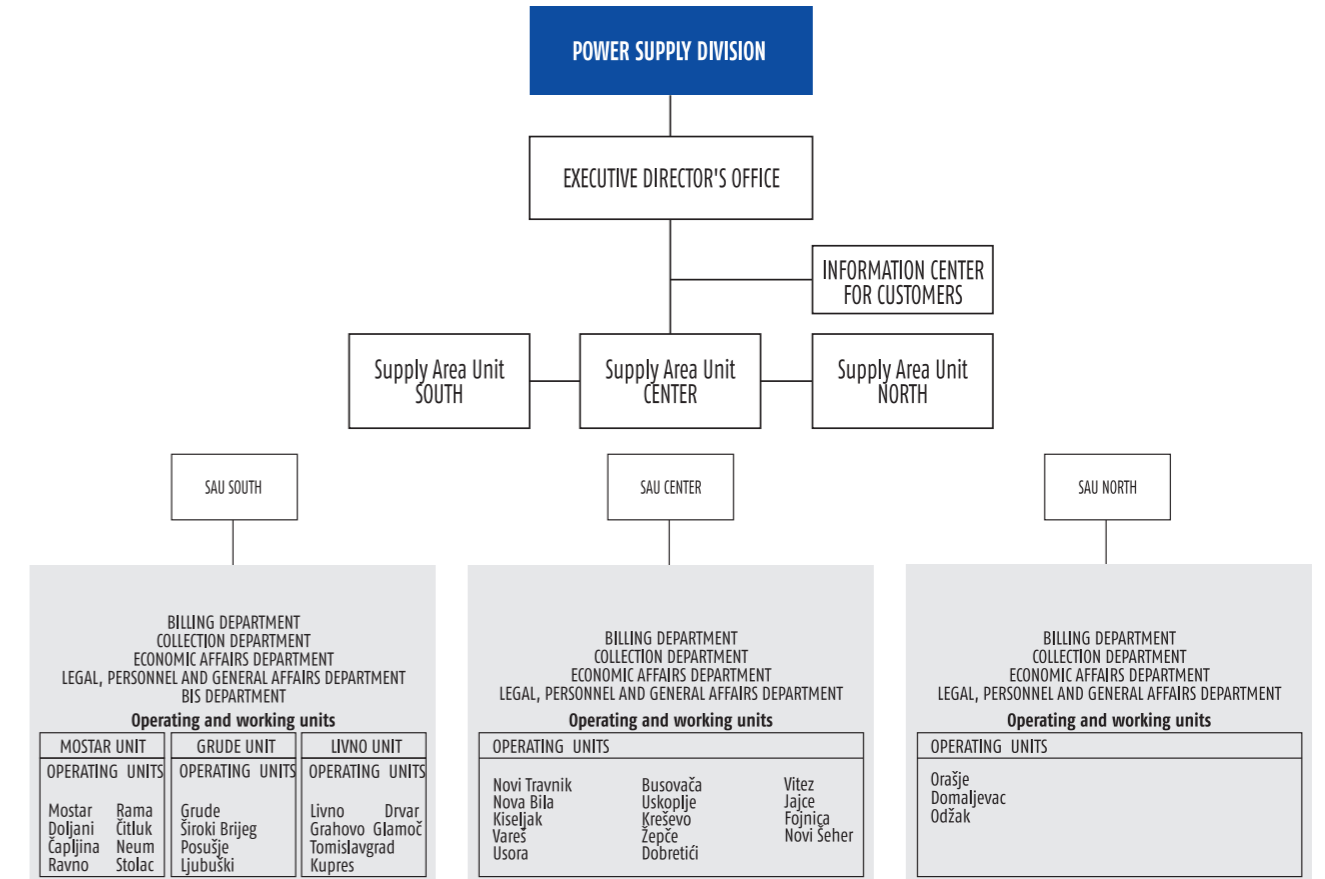 POWER SUPPLY DIVISION
EXECUTIVE DIRECTOR'S OFFICE
INFORMATION CENTER
FOR CUSTOMERS
Supply Area Unit
SOUTH
Supply Area Unit
CENTER
Supply Area Unit
NORTH
SAU SOUTH
SAU CENTER
SAU NORTH
BILLING DEPARTMENT
COLLECTION DEPARTMENT
ECONOMIC AFFAIRS DEPARTMENT
LEGAL, PERSONNEL AND GENERAL AFFAIRS DEPARTMENT
BIS DEPARTMENT
Operating and working units
MOSTAR UNIT
OPERATING UNITS
Mostar Rama
Doljani Čitluk
Čapljina Neum
Ravno Stolac
GRUDE UNIT
OPERATING UNITS
Grude
Široki Brijeg
Posušje
Ljubuški
LIVNO UNIT
OPERATING UNITS
Livno Drvar
Grahovo Glamoč
Tomislavgrad
Kupres
BILLING DEPARTMENT
COLLECTION DEPARTMENT
ECONOMIC AFFAIRS DEPARTMENT
LEGAL, PERSONNEL AND GENERAL AFFAIRS DEPARTMENT
Operating and working units
OPERATING UNITS
Novi Travnik Busovača Vitez
Nova Bila Uskoplje Jajce
Kiseljak Kreševo Fojnica
Vareš Žepče Novi Šeher
Usora Dobretići
BILLING DEPARTMENT
COLLECTION DEPARTMENT
ECONOMIC AFFAIRS DEPARTMENT
LEGAL, PERSONNEL AND GENERAL AFFAIRS DEPARTMENT
Operating and working units
OPERATING UNITS
Orašje
Domaljevac
Odžak